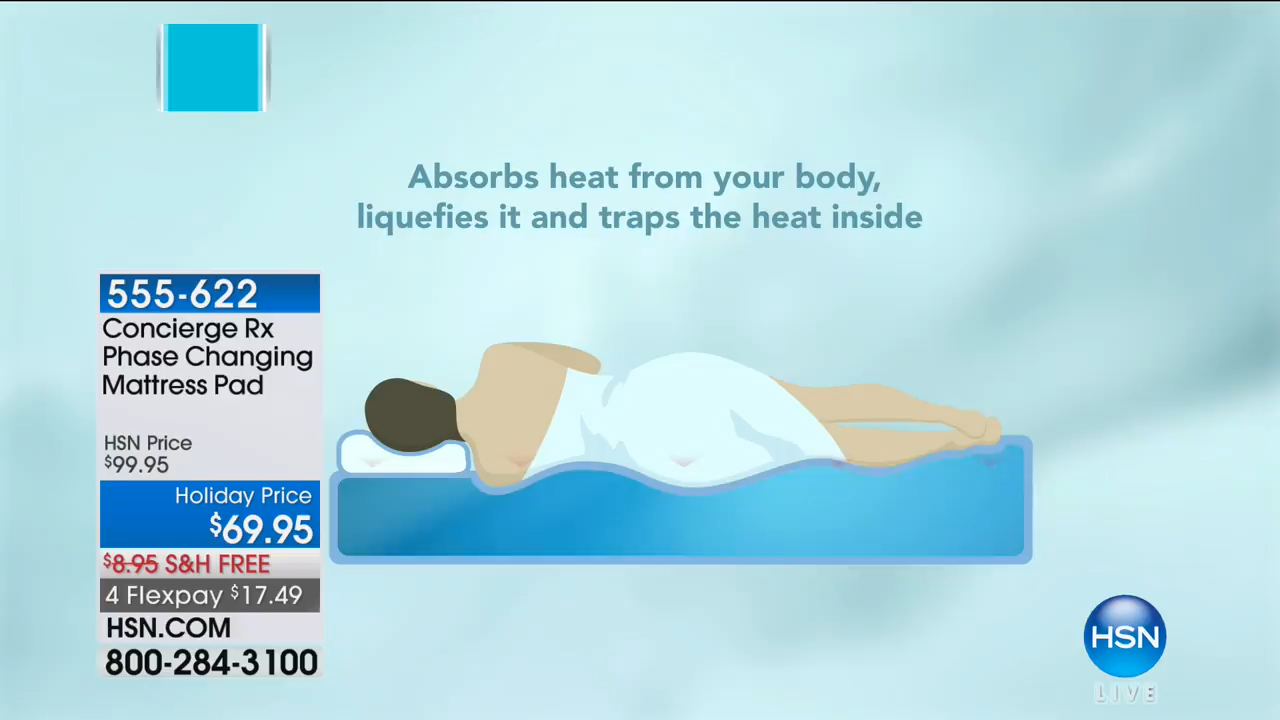 Absorbs heat from your body,
liquefies it and traps the heat inside
555-622
Concierge Rx
Phase Changing
Mattress Pad
HSN Price
$99.95
Holiday Price
$69.95
$8.95 S&H FREE
4 Flexpay $17.49
HSN.COM
800-284-3100
HSN
LIVE